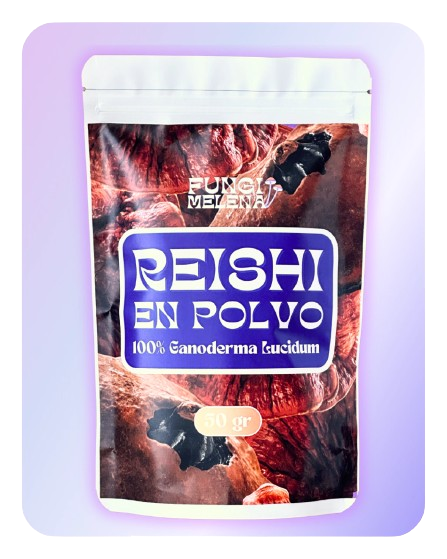 FUNGI
MELENA
REISHI
EN POLVO
100% Ganoderma Lucidum
50 gr